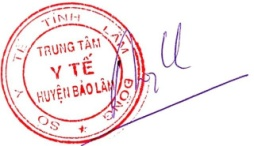 SỞ Y TẾ TỈNH LÂM ĐỒNG
TRUNG TÂM
Y TẾ
HUYỆN BẢO LÂM